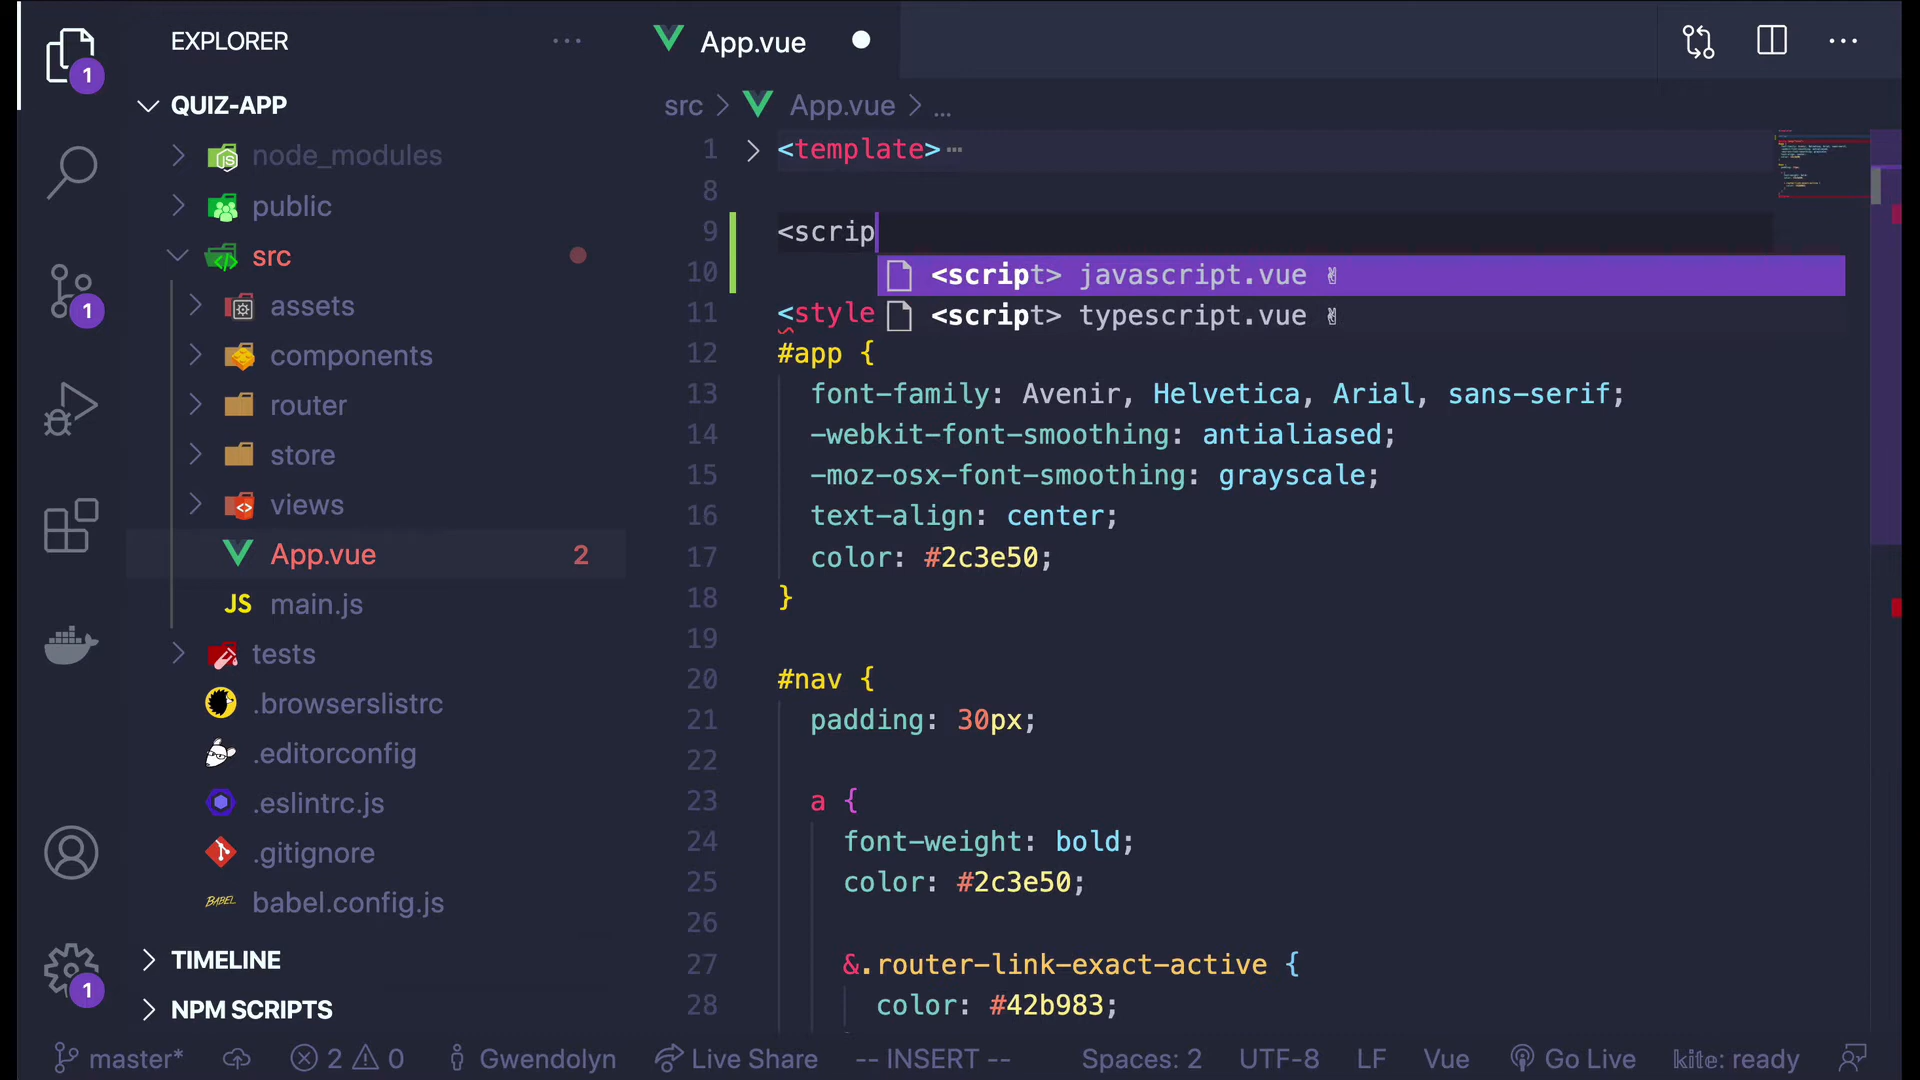 EXPLORER
···
App.vue
···
1
QUIZ-APP
src > App.vue > ...
node_modules
public
src
assets
components
router
store
views
App.vue 2
JS main.js
tests
.browserslistrc
.editorconfig
.eslintrc.js
.gitignore
BABEL babel.config.js
TIMELINE
NPM SCRIPTS
1
1
1 <template>
8
9 <scrip
10
<script> javascript.vue ✌
<script> typescript.vue ✌
11 <style
12 #app {
13 font-family: Avenir, Helvetica, Arial, sans-serif;
14 -webkit-font-smoothing: antialiased;
15 -moz-osx-font-smoothing: grayscale;
16 text-align: center;
17 color: #2c3e50;
18 }
19
20 #nav {
21 padding: 30px;
22
23 a {
24 font-weight: bold;
25 color: #2c3e50;
26
27 &.router-link-exact-active {
28 color: #42b983;
master* 2 0 Gwendolyn Live Share -- INSERT -- Spaces: 2 UTF-8 LF Vue Go Live kite: ready